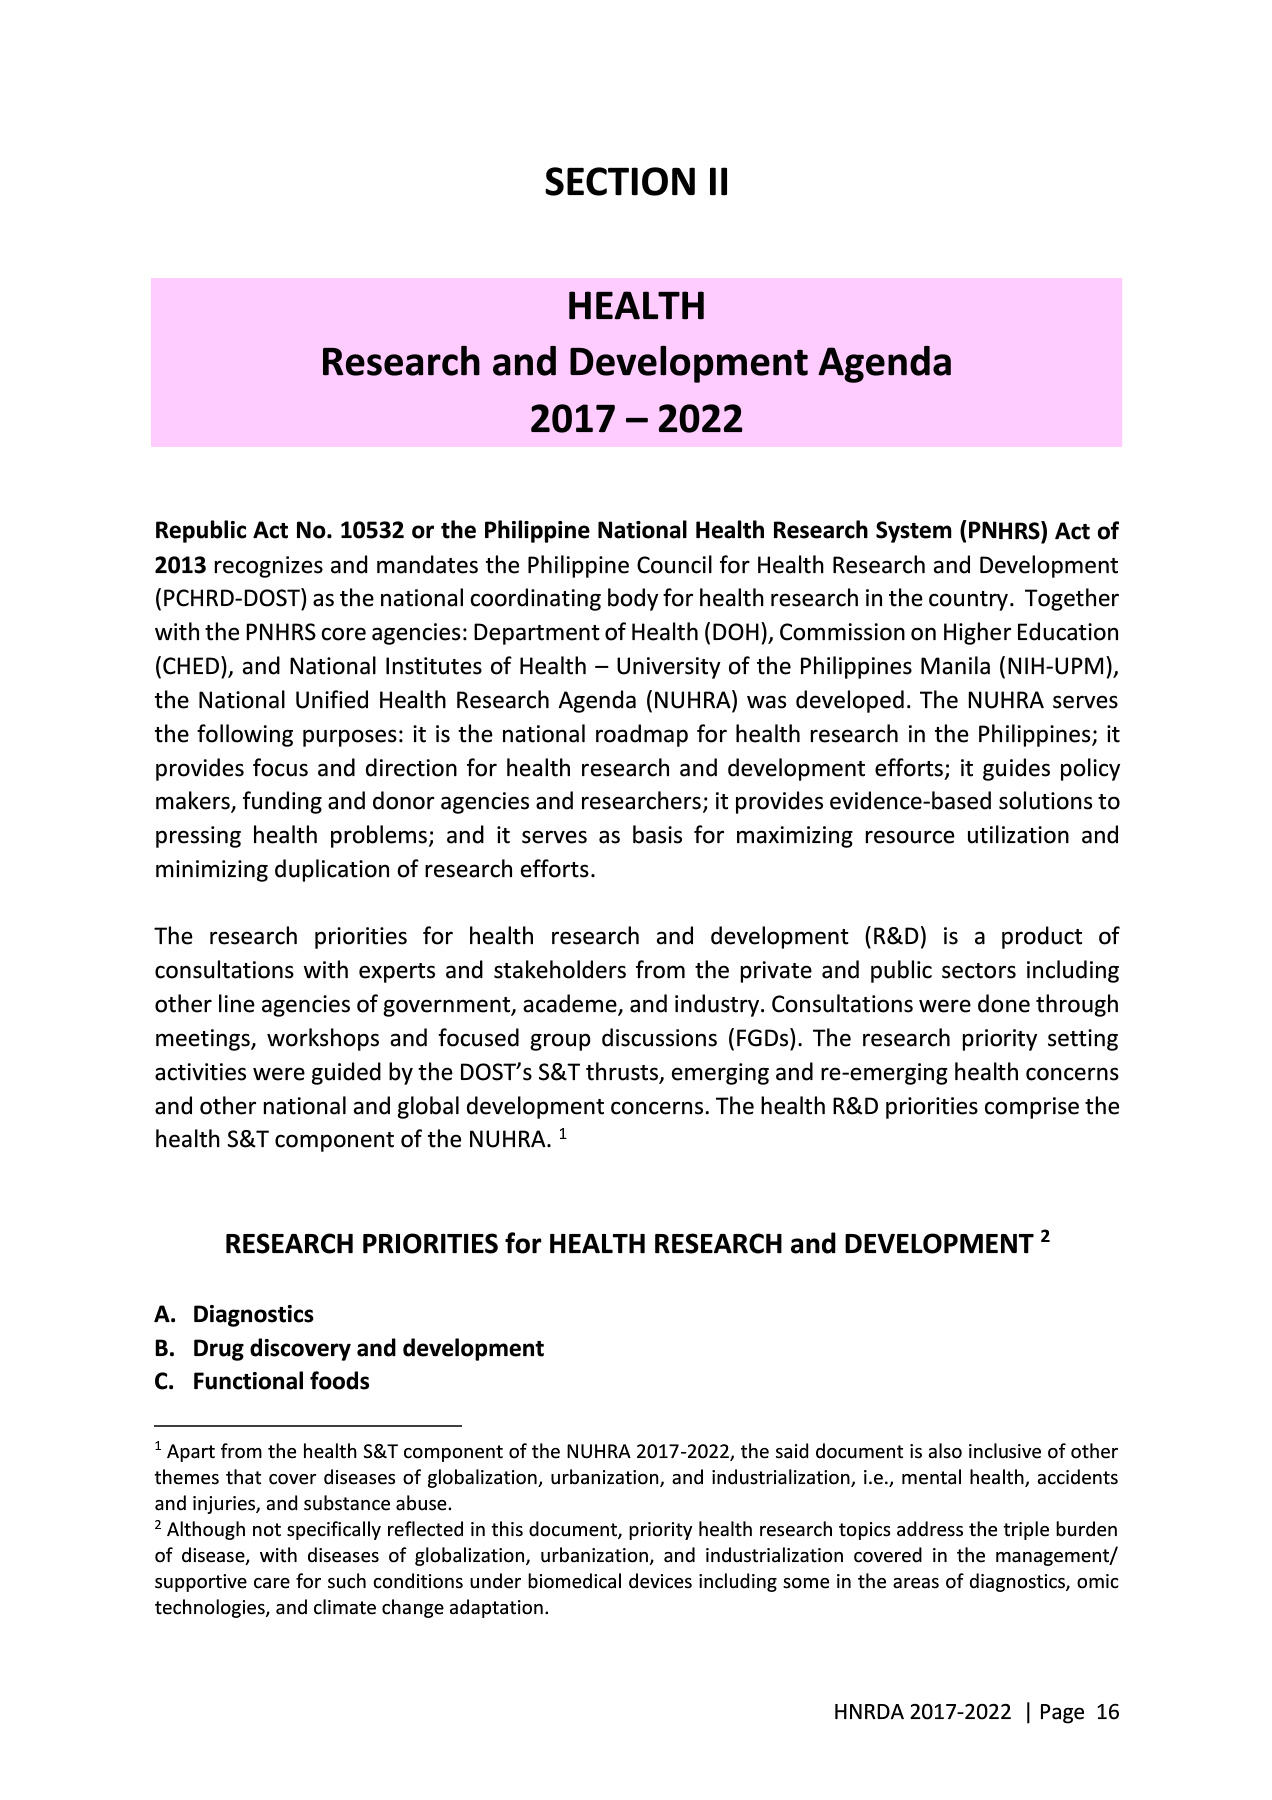 SECTION II
HEALTH
Research and Development Agenda
2017 – 2022
Republic Act No. 10532 or the Philippine National Health Research System (PNHRS) Act of
2013 recognizes and mandates the Philippine Council for Health Research and Development
(PCHRD-DOST) as the national coordinating body for health research in the country.  Together
with the PNHRS core agencies: Department of Health (DOH), Commission on Higher Education
(CHED), and National Institutes of Health – University of the Philippines Manila (NIH-UPM),
the National Unified Health Research Agenda (NUHRA) was developed. The NUHRA serves
the following purposes: it is the national roadmap for health research in the Philippines; it
provides focus and direction for health research and development efforts; it guides policy
makers, funding and donor agencies and researchers; it provides evidence-based solutions to
pressing health problems; and it serves as basis for maximizing resource utilization and
minimizing duplication of research efforts.
The research priorities for health research and development (R&D) is a product of
consultations with experts and stakeholders from the private and public sectors including
other line agencies of government, academe, and industry. Consultations were done through
meetings, workshops and focused group discussions (FGDs). The research priority setting
activities were guided by the DOST’s S&T thrusts, emerging and re-emerging health concerns
and other national and global development concerns. The health R&D priorities comprise the
health S&T component of the NUHRA. 1
RESEARCH PRIORITIES for HEALTH RESEARCH and DEVELOPMENT 2
A. Diagnostics
B. Drug discovery and development
C. Functional foods
1 Apart from the health S&T component of the NUHRA 2017-2022, the said document is also inclusive of other
themes that cover diseases of globalization, urbanization, and industrialization, i.e., mental health, accidents
and injuries, and substance abuse.
2 Although not specifically reflected in this document, priority health research topics address the triple burden
of disease, with diseases of globalization, urbanization, and industrialization covered in the management/
supportive care for such conditions under biomedical devices including some in the areas of diagnostics, omic
technologies, and climate change adaptation.
HNRDA 2017-2022 | Page 16